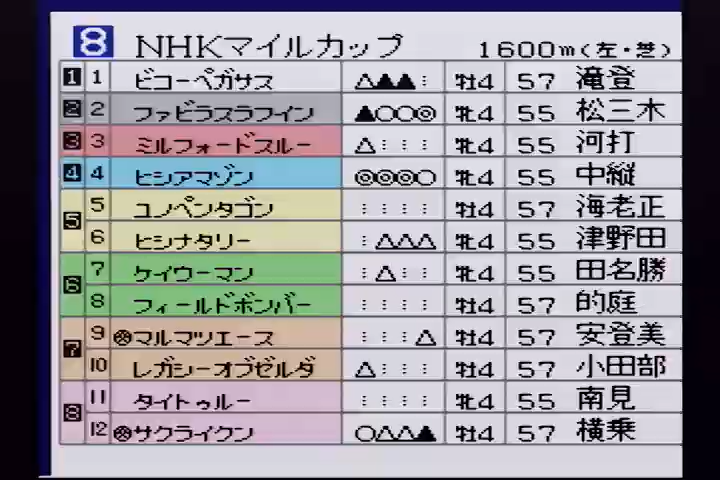 8 NHKマイルカップ 1600m(左・芝)
1 1 ビコーペガサス △▲▲⋮ 牡4 57 滝登
2 2 ファビラスラフイン ▲○○◎ 牝4 55 松三木
3 3 ミルフォードスルー △⋮⋮⋮ 牝4 55 河打
4 4 ヒシアマゾン ◎◎◎○ 牝4 55 中縦
5 5 ユノペンタゴン ⋮⋮⋮⋮ 牡4 57 海老正
6 ヒシナタリー ⋮△△△ 牝4 55 津野田
6 7 ケイウーマン ⋮△⋮⋮ 牝4 55 田名勝
8 フィールドボンバー ⋮⋮⋮⋮ 牡4 57 的庭
7 9 マルマツエース ⋮⋮⋮△ 牡4 57 安登美
10 レガシーオブゼルダ △⋮⋮⋮ 牡4 57 小田部
8 11 タイトゥルー ⋮⋮⋮⋮ 牝4 55 南見
12 サクライクン ○△△▲ 牡4 57 横乗